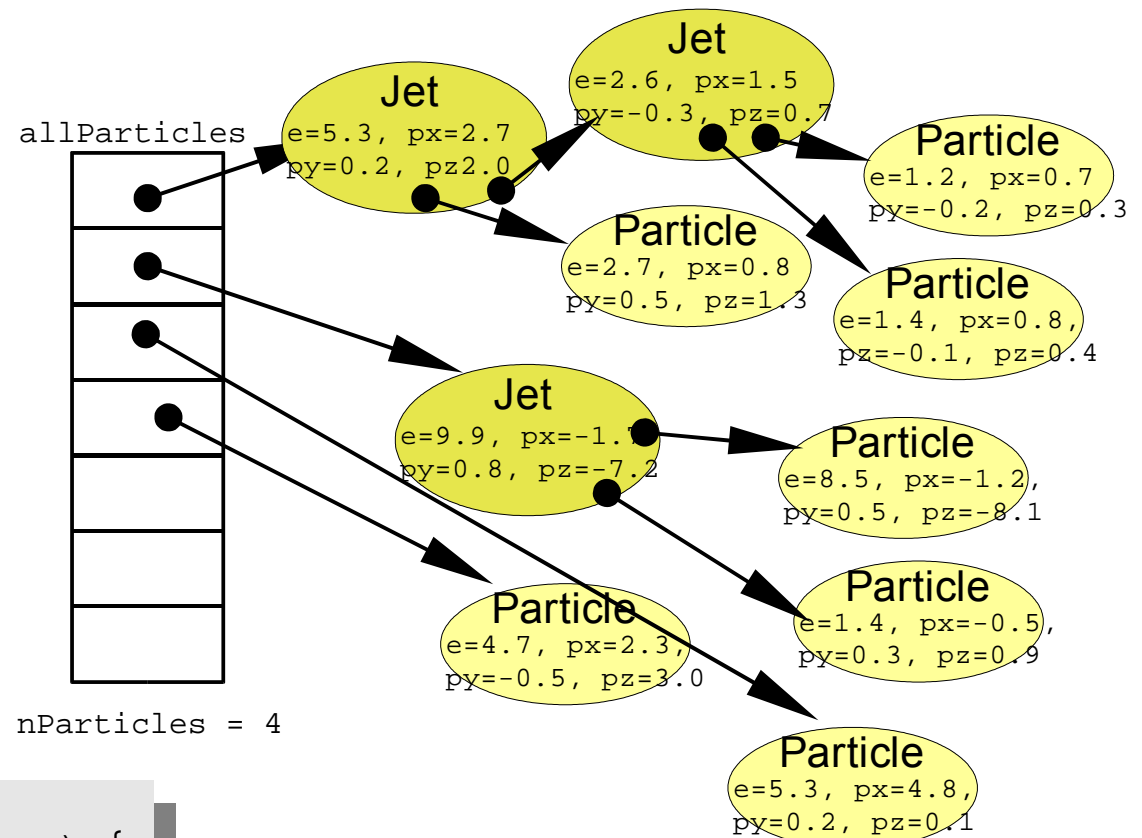 Jet
e=2.6, px=1.5
py=-0.3, pz=0.7
Jet
e=5.3, px=2.7
py=0.2, pz2.0
allParticles
Particle
e=1.2, px=0.7
py=-0.2, pz=0.3
Particle
e=2.7, px=0.8
py=0.5, pz=1.3
Particle
e=1.4, px=0.8,
pz=-0.1, pz=0.4
Jet
e=9.9, px=-1.7
py=0.8, pz=-7.2
Particle
e=8.5, px=-1.2,
py=0.5, pz=-8.1
Particle
e=1.4, px=-0.5,
py=0.3, pz=0.9
Particle
e=4.7, px=2.3,
py=-0.5, pz=3.0
nParticles = 4
Particle
e=5.3, px=4.8,
py=0.2, pz=0.1
) {